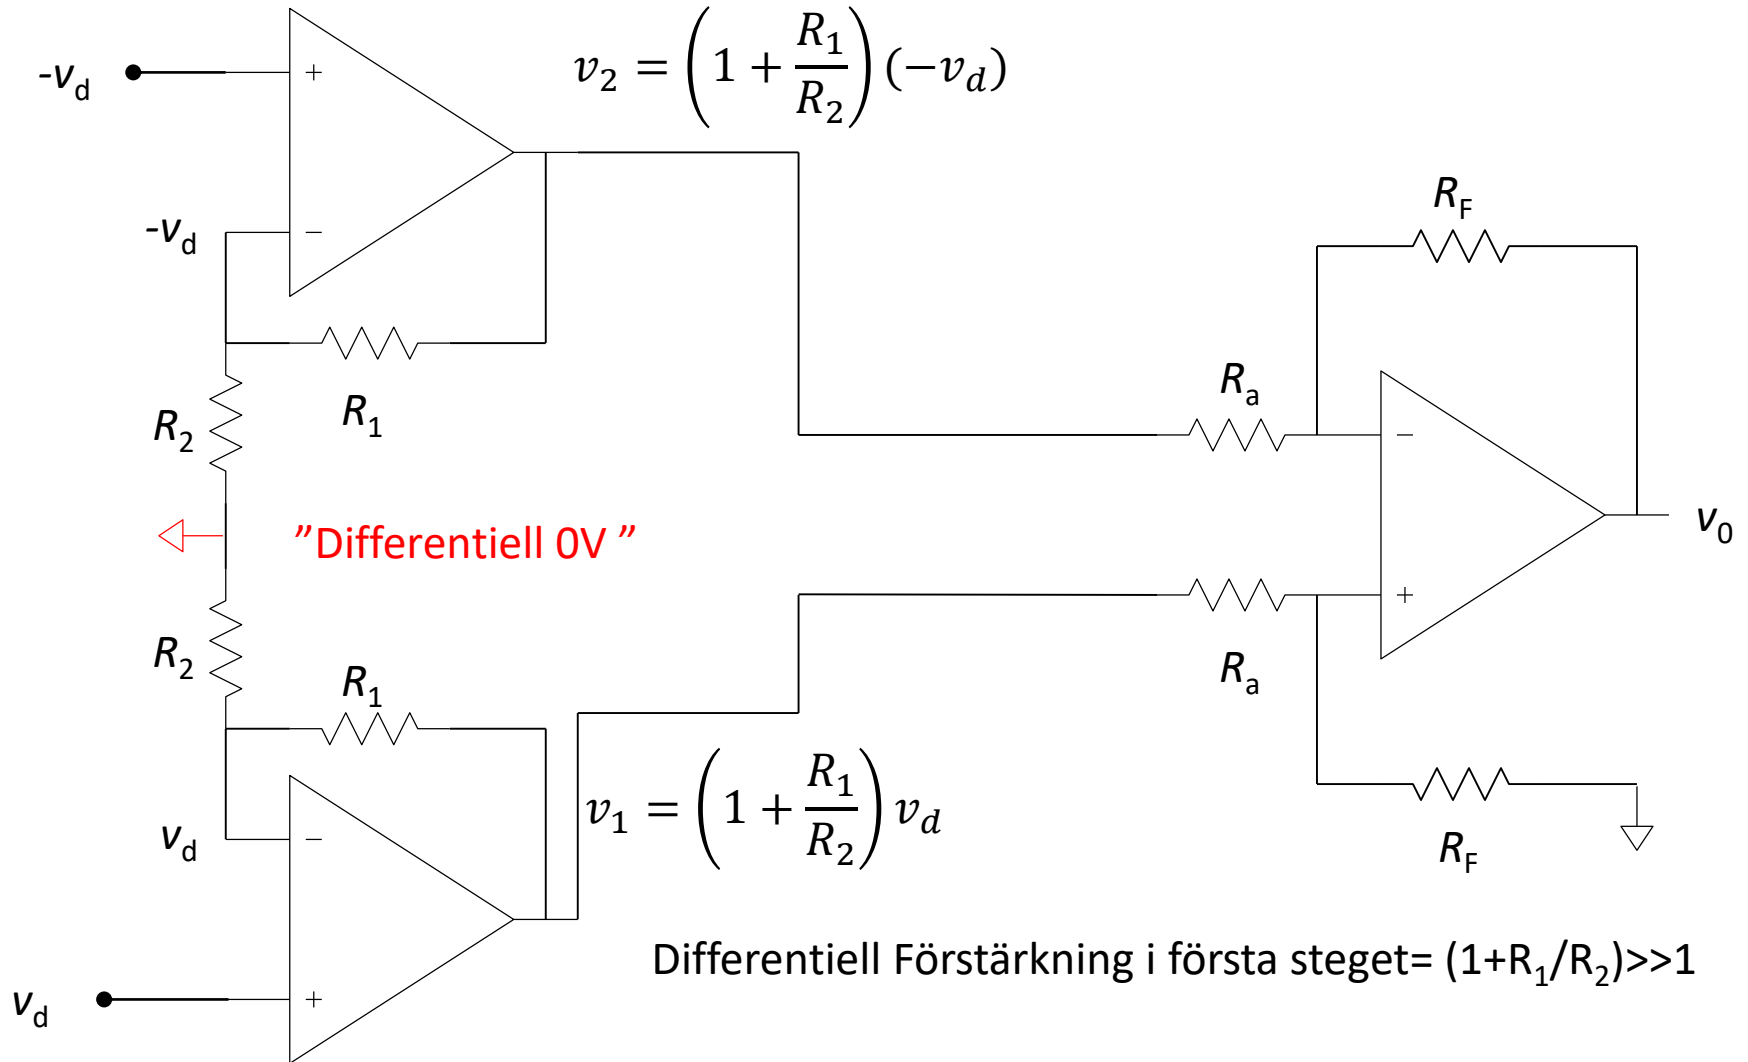 -v_d
+
v_2 = (1 + R_1/R_2)(-v_d)
-v_d
−
R_F
R_1
R_2
R_a
−
”Differentiell 0V ”
v_0
+
R_2
R_1
R_a
v_1 = (1 + R_1/R_2) v_d
v_d
−
R_F
Differentiell Förstärkning i första steget= (1+R_1/R_2)>>1
v_d
+